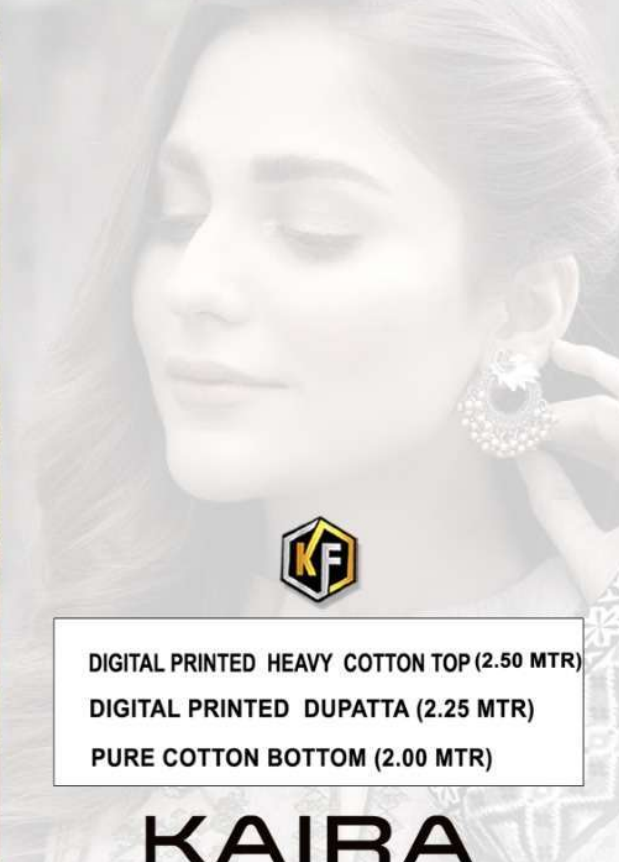 KF
DIGITAL PRINTED HEAVY COTTON TOP (2.50 MTR)
DIGITAL PRINTED DUPATTA (2.25 MTR)
PURE COTTON BOTTOM (2.00 MTR)
KAIRA